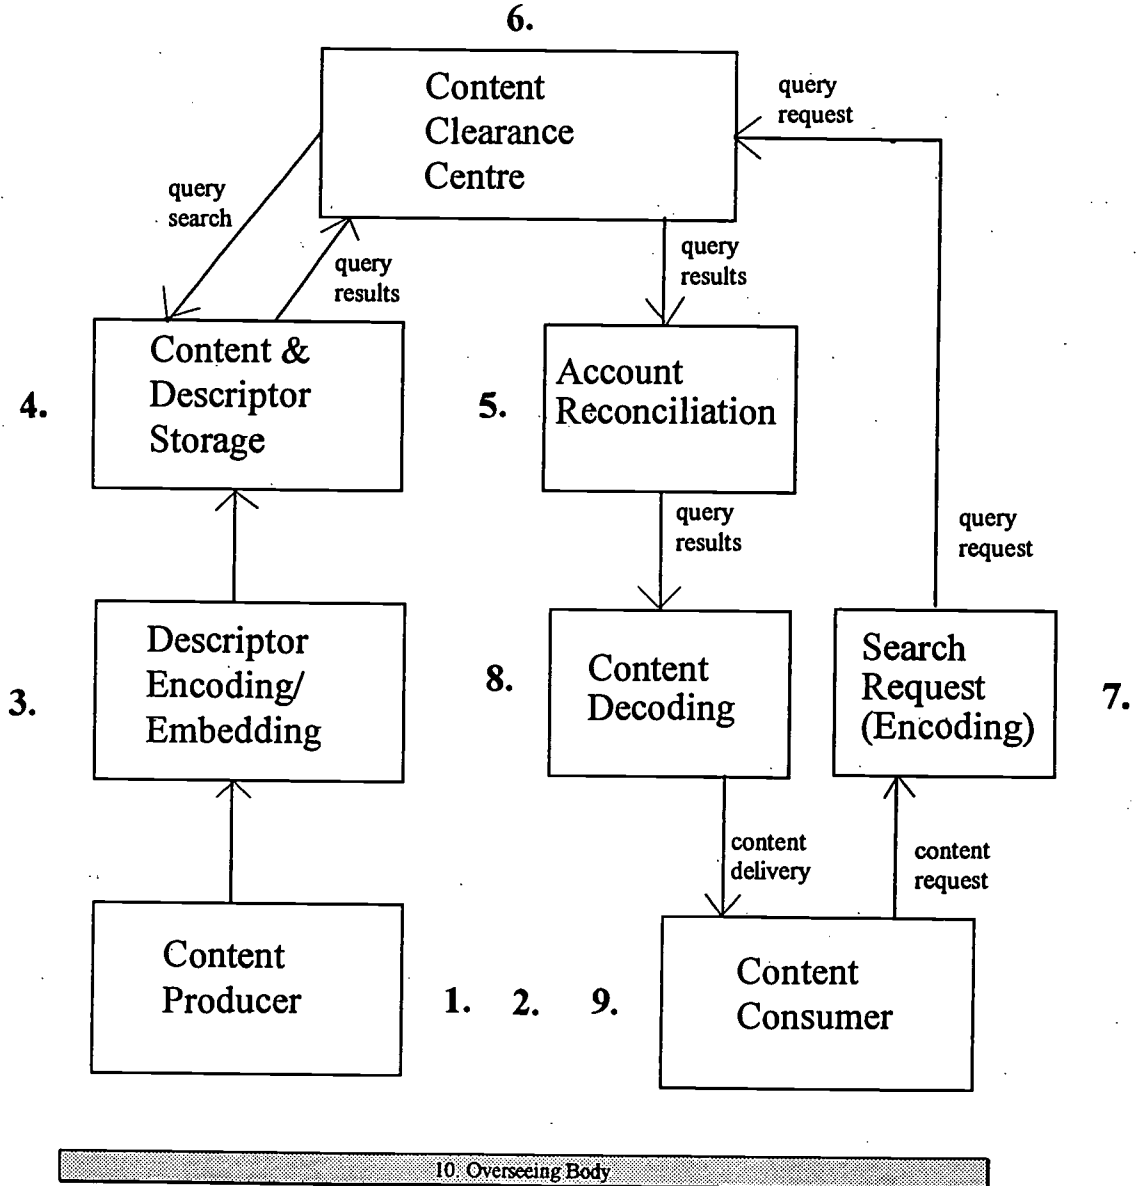 6.
Content
Clearance
Centre
query
request
query
search
query
results
query
results
4.
Content &
Descriptor
Storage
5.
Account
Reconciliation
query
results
query
request
3.
Descriptor
Encoding/
Embedding
8.
Content
Decoding
Search
Request
(Encoding)
7.
content
delivery
content
request
Content
Producer
1. 2. 9.
Content
Consumer
10. Overseeing Body